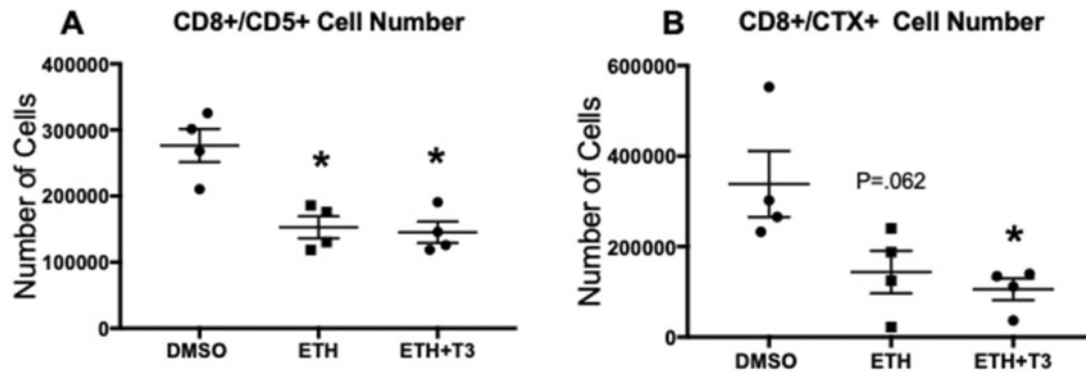 A CD8+/CD5+ Cell Number
400000
300000
200000
100000
0
Number of Cells
* *
DMSO ETH ETH+T3
B CD8+/CTX+ Cell Number
600000
400000
200000
0
Number of Cells
P=.062
*
DMSO ETH ETH+T3